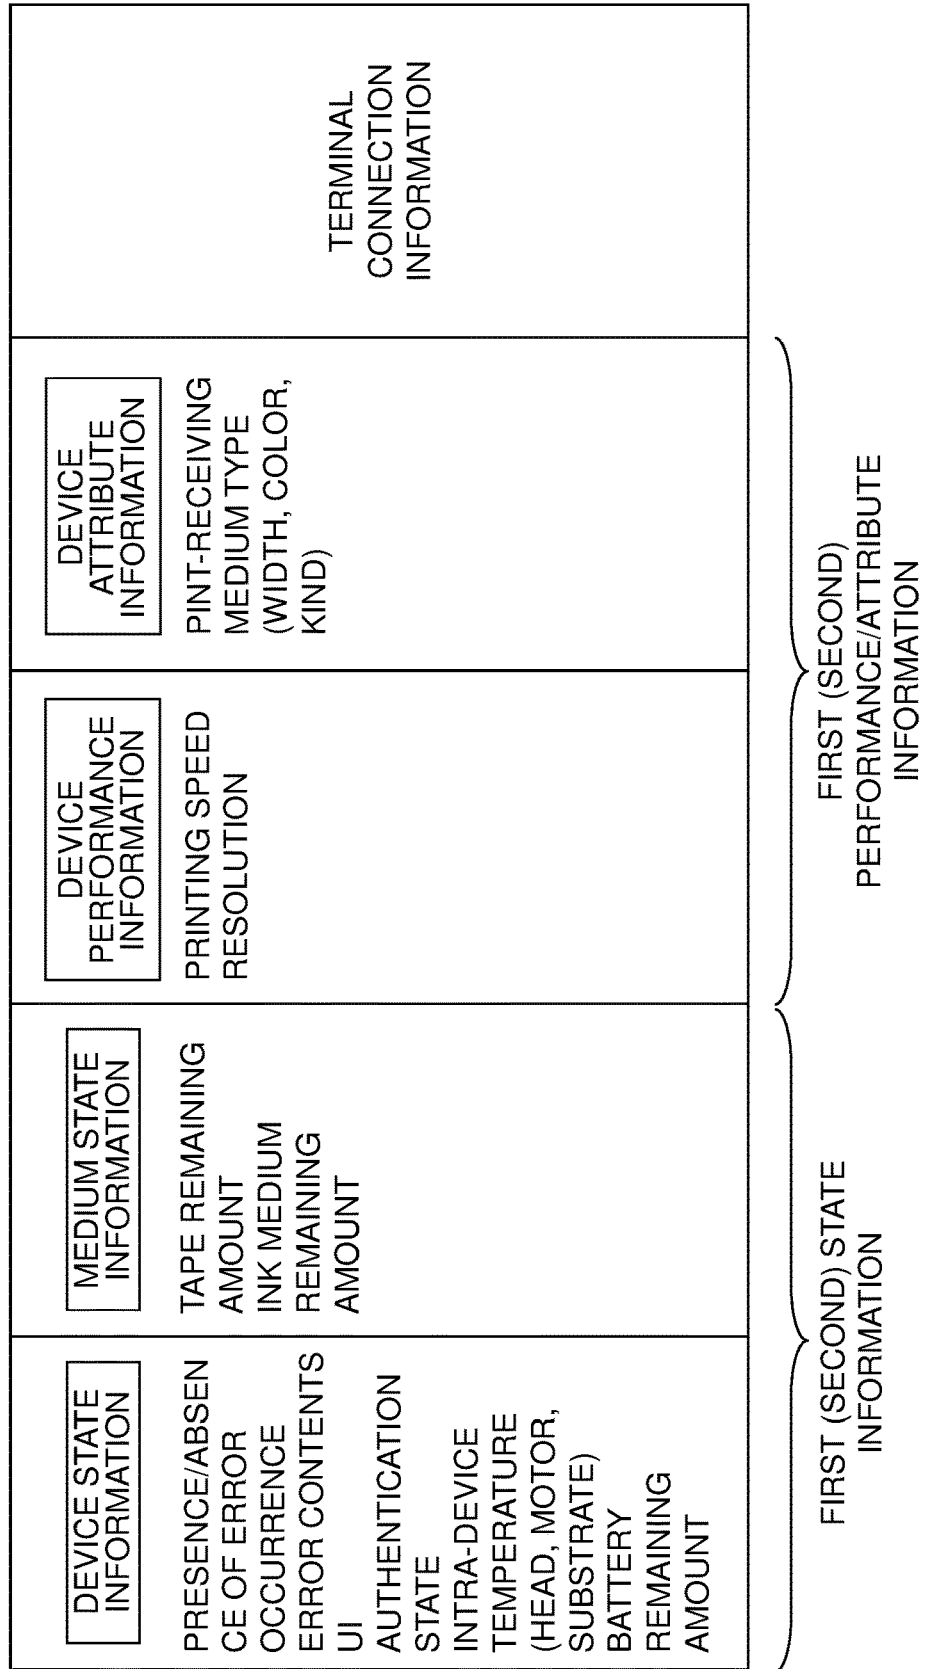 DEVICE STATE
INFORMATION
PRESENCE/ABSEN
CE OF ERROR
OCCURRENCE
ERROR CONTENTS
UI
AUTHENTICATION
STATE
INTRA-DEVICE
TEMPERATURE
(HEAD, MOTOR,
SUBSTRATE)
BATTERY
REMAINING
AMOUNT
MEDIUM STATE
INFORMATION
TAPE REMAINING
AMOUNT
INK MEDIUM
REMAINING
AMOUNT
DEVICE
PERFORMANCE
INFORMATION
PRINTING SPEED
RESOLUTION
DEVICE
ATTRIBUTE
INFORMATION
PINT-RECEIVING
MEDIUM TYPE
(WIDTH, COLOR,
KIND)
TERMINAL
CONNECTION
INFORMATION
FIRST (SECOND) STATE
INFORMATION
FIRST (SECOND)
PERFORMANCE/ATTRIBUTE
INFORMATION